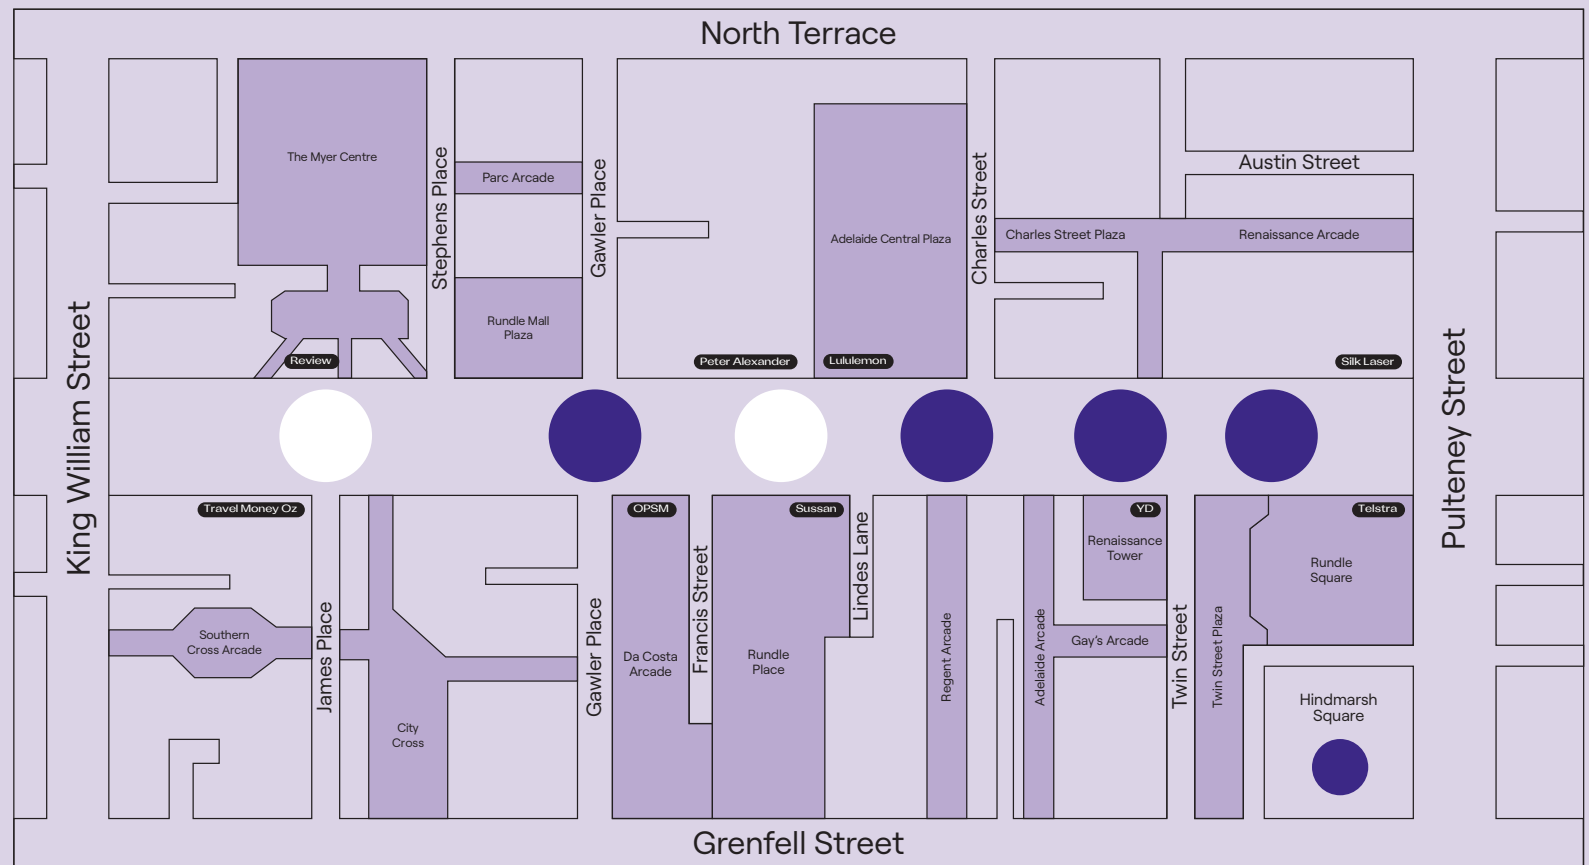 North Terrace
The Myer Centre
Stephens Place
Parc Arcade
Gawler Place
Rundle Mall
Plaza
Adelaide Central Plaza
Charles Street
Austin Street
Charles Street Plaza
Renaissance Arcade
Review
Peter Alexander
Lululemon
Silk Laser
King William Street
Pulteney Street
Travel Money Oz
OPSM
Sussan
YD
Telstra
Southern
Cross Arcade
James Place
City
Cross
Gawler Place
Da Costa
Arcade
Francis Street
Rundle
Place
Lindes Lane
Regent Arcade
Adelaide Arcade
Renaissance
Tower
Gay's Arcade
Twin Street
Twin Street Plaza
Rundle
Square
Hindmarsh
Square
Grenfell Street